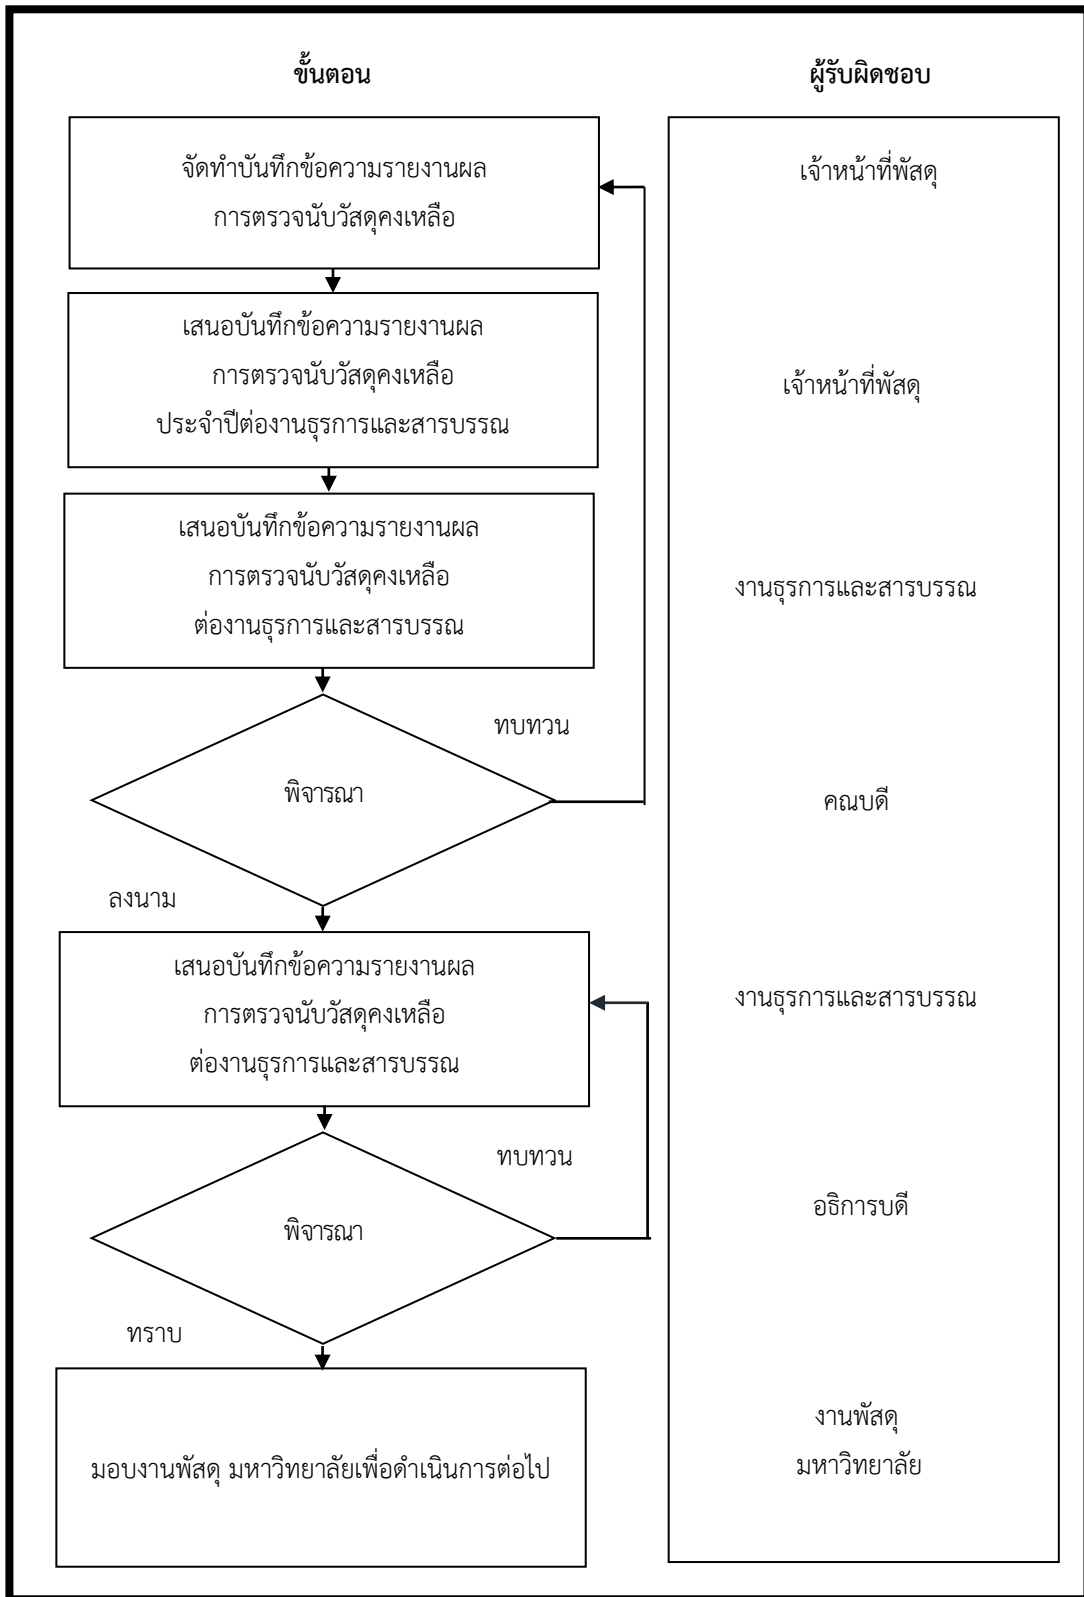 ขั้นตอน
ผู้รับผิดชอบ
จัดทำบันทึกข้อความรายงานผล
การตรวจนับวัสดุคงเหลือ
เจ้าหน้าที่พัสดุ
เสนอบันทึกข้อความรายงานผล
การตรวจนับวัสดุคงเหลือ
ประจำปีต่องานธุรการและสารบรรณ
เจ้าหน้าที่พัสดุ
เสนอบันทึกข้อความรายงานผล
การตรวจนับวัสดุคงเหลือ
ต่องานธุรการและสารบรรณ
งานธุรการและสารบรรณ
ทบทวน
พิจารณา
คณบดี
ลงนาม
เสนอบันทึกข้อความรายงานผล
การตรวจนับวัสดุคงเหลือ
ต่องานธุรการและสารบรรณ
งานธุรการและสารบรรณ
ทบทวน
พิจารณา
อธิการบดี
ทราบ
มอบงานพัสดุ มหาวิทยาลัยเพื่อดำเนินการต่อไป
งานพัสดุ
มหาวิทยาลัย